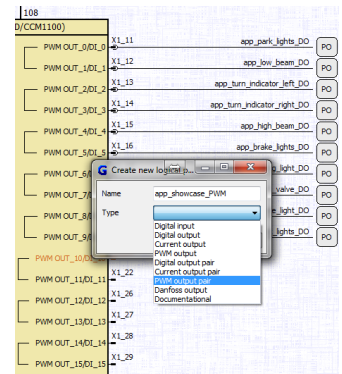 108
D/CCM1100)
PWM OUT_0/DI_0 X1_11 app_park_lights_DO PO
PWM OUT_1/DI_1 X1_12 app_low_beam_DO PO
PWM OUT_2/DI_2 X1_13 app_turn_indicator_left_DO PO
PWM OUT_3/DI_3 X1_14 app_turn_indicator_right_DO PO
PWM OUT_4/DI_4 X1_15 app_high_beam_DO PO
PWM OUT_5/DI_5 X1_16 app_brake_lights_DO PO
PWM OUT_6/ g_light_DO PO
PWM OUT_7/ valve_DO PO
PWM OUT_8/ e_light_DO PO
PWM OUT_9/ lights_DO PO
G Create new logical p...
Name app_showcase_PWM
Type
Digital input
Digital output
Current output
PWM output
Digital output pair
Current output pair
PWM output pair
Danfoss output
Documentational
PWM OUT_10/DI_
PWM OUT_11/DI_11 X1_22
PWM OUT_12/DI_12 X1_26
PWM OUT_13/DI_13 X1_27
PWM OUT_14/DI_14 X1_28
PWM OUT_15/DI_15 X1_29